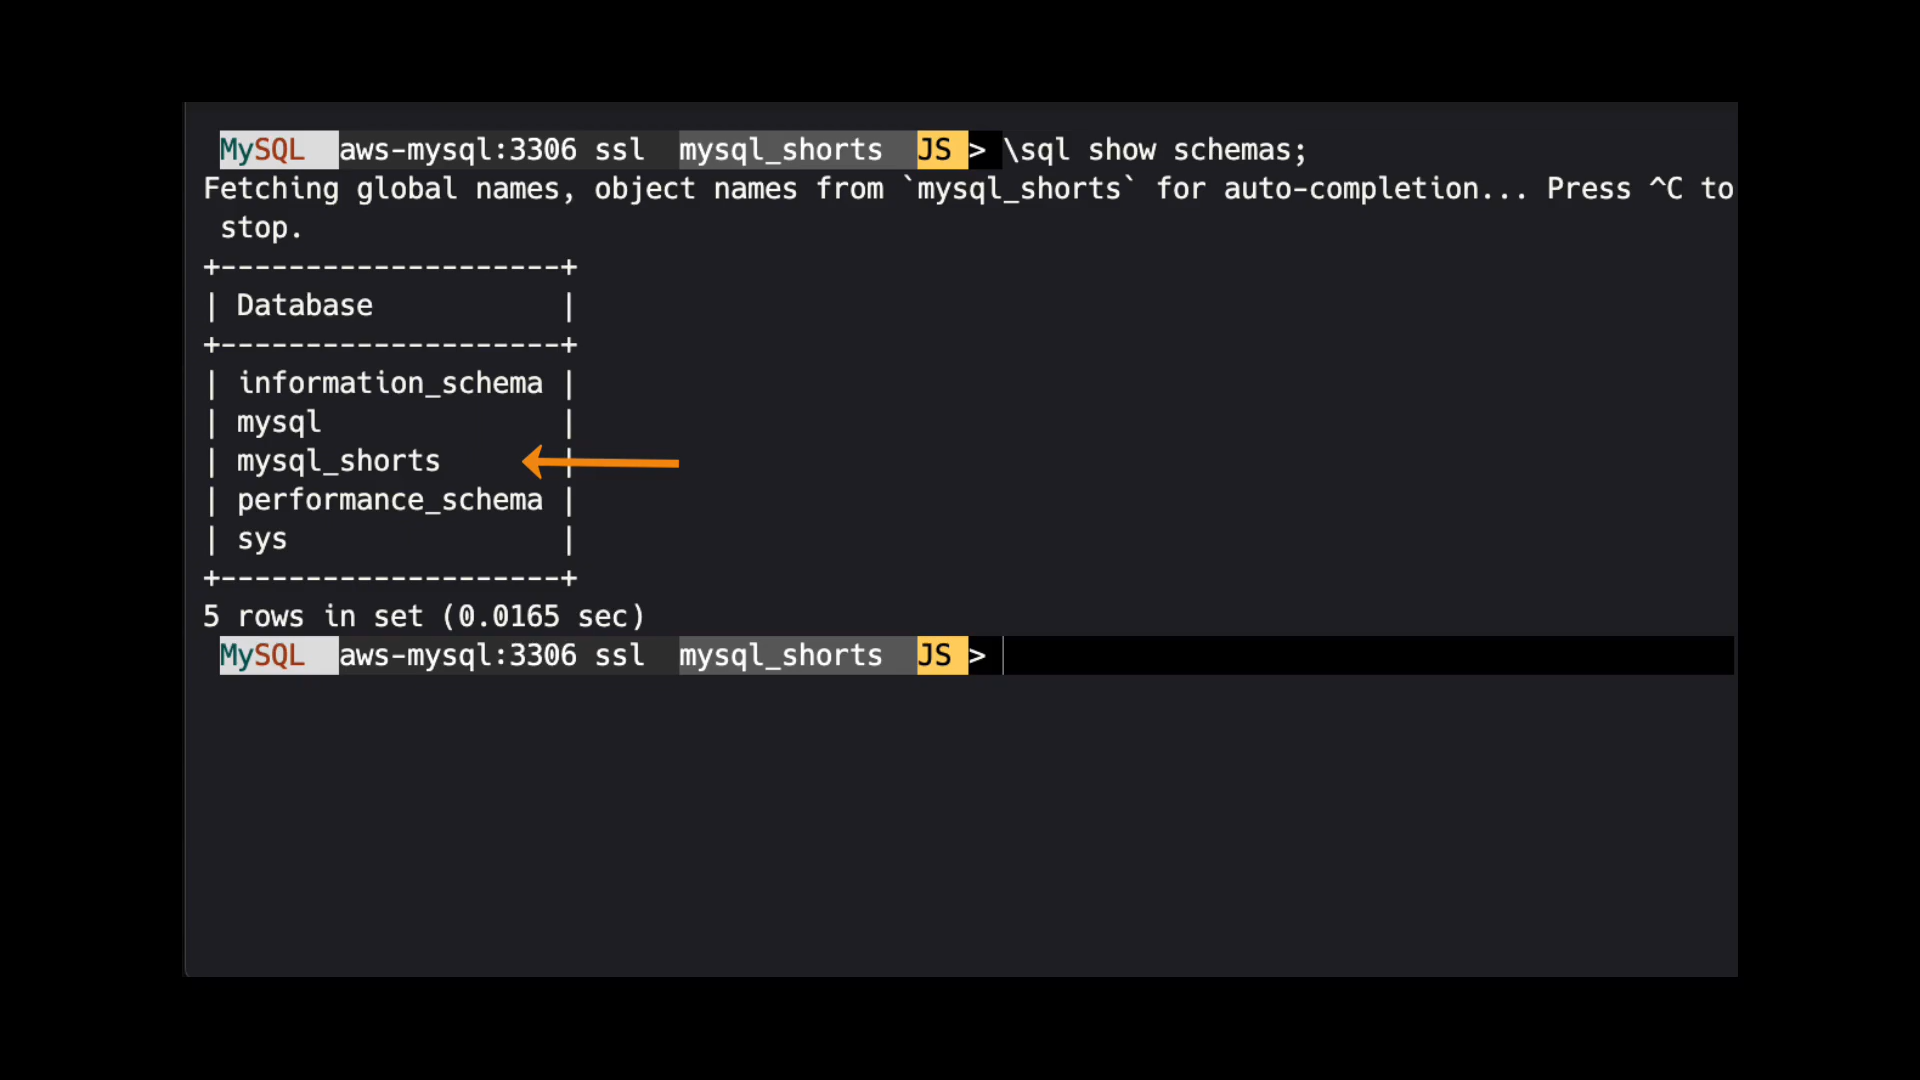 MySQL aws-mysql:3306 ssl mysql_shorts JS > \sql show schemas;
Fetching global names, object names from `mysql_shorts` for auto-completion... Press ^C to
stop.
+--------------------+
| Database           |
+--------------------+
| information_schema |
| mysql              |
| mysql_shorts       |
| performance_schema |
| sys                |
+--------------------+
5 rows in set (0.0165 sec)
MySQL aws-mysql:3306 ssl mysql_shorts JS >